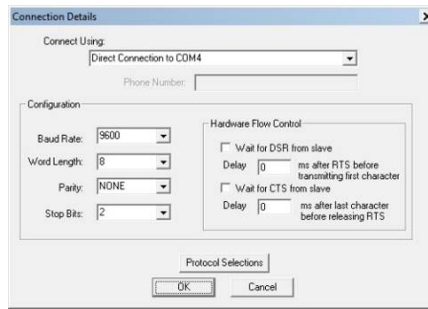 Connection Details
Connect Using:
Direct Connection to COM4
Phone Number:
Configuration
Baud Rate: 9600
Word Length: 8
Parity: NONE
Stop Bits: 2
Hardware Flow Control
Wait for DSR from slave
Delay 0 ms after RTS before
transmitting first character
Wait for CTS from slave
Delay 0 ms after last character
before releasing RTS
Protocol Selections
OK Cancel